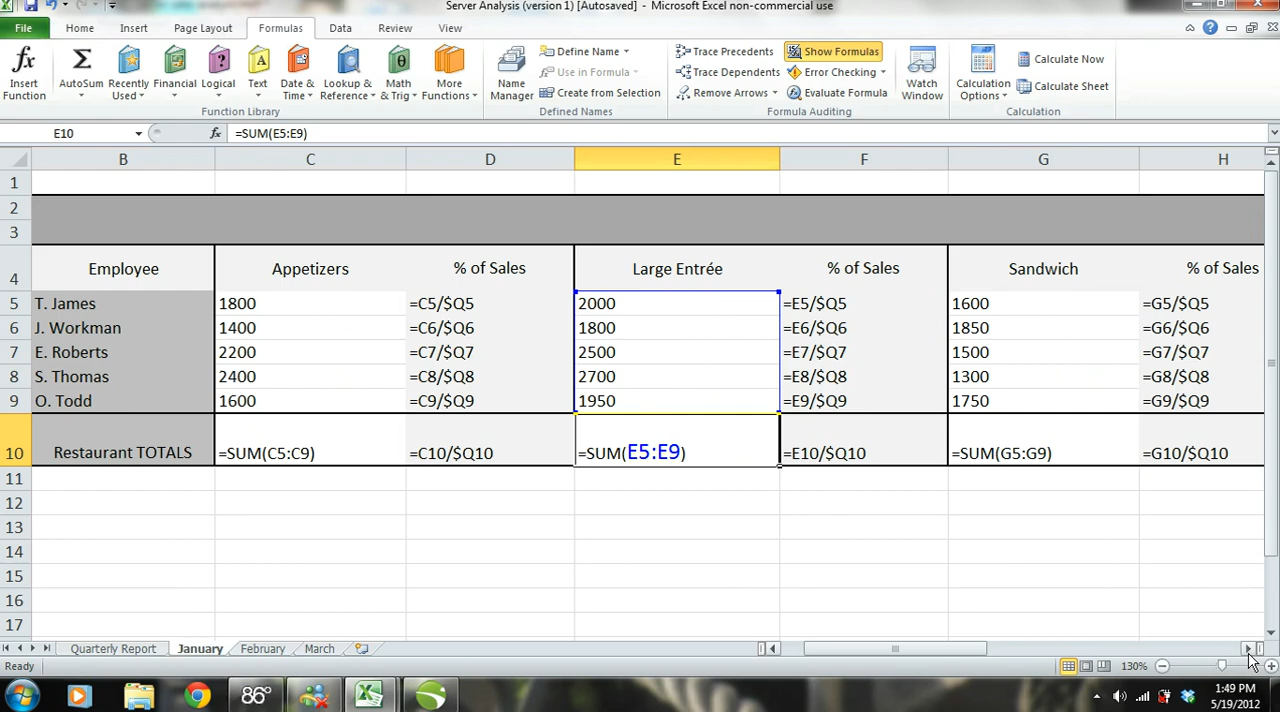 Server Analysis (version 1) [Autosaved] - Microsoft Excel non-commercial use
File Home Insert Page Layout Formulas Data Review View
fx Insert Function
Σ AutoSum
Recently Used
Financial
Logical
A Text
Date & Time
Lookup & Reference
θ Math & Trig
More Functions
Function Library
Name Manager
Define Name
Use in Formula
Create from Selection
Defined Names
Trace Precedents
Trace Dependents
Remove Arrows
Show Formulas
Error Checking
Evaluate Formula
Formula Auditing
Watch Window
Calculation Options
Calculate Now
Calculate Sheet
Calculation
E10 fx =SUM(E5:E9)
B C D E F G H
1
2
3
4 Employee Appetizers % of Sales Large Entrée % of Sales Sandwich % of Sales
5 T. James 1800 =C5/$Q5 2000 =E5/$Q5 1600 =G5/$Q5
6 J. Workman 1400 =C6/$Q6 1800 =E6/$Q6 1850 =G6/$Q6
7 E. Roberts 2200 =C7/$Q7 2500 =E7/$Q7 1500 =G7/$Q7
8 S. Thomas 2400 =C8/$Q8 2700 =E8/$Q8 1300 =G8/$Q8
9 O. Todd 1600 =C9/$Q9 1950 =E9/$Q9 1750 =G9/$Q9
10 Restaurant TOTALS =SUM(C5:C9) =C10/$Q10 =SUM(E5:E9) =E10/$Q10 =SUM(G5:G9) =G10/$Q10
11
12
13
14
15
16
17
Quarterly Report January February March
Ready 130%
86°
1:49 PM
5/19/2012